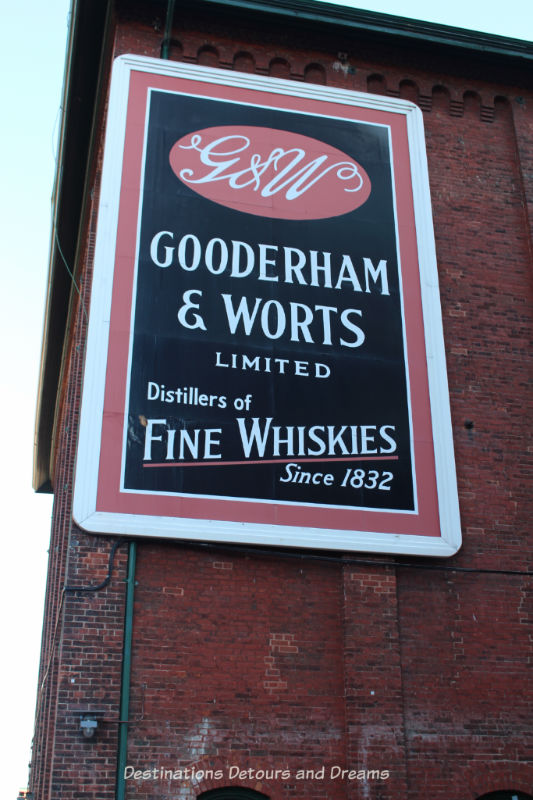 G&W
GOODERHAM
& WORTS
LIMITED
Distillers of
FINE WHISKIES
Since 1832
Destinations Detours and Dreams